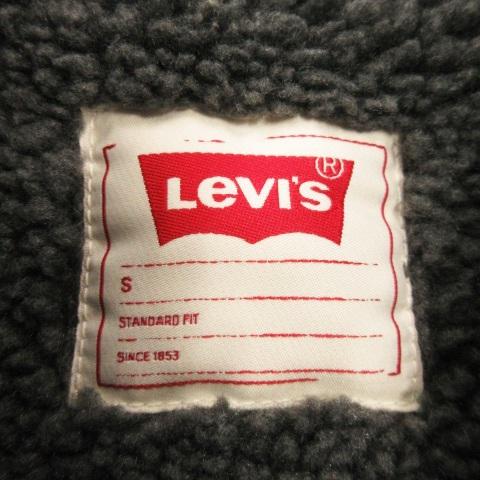 LEVI'S®
S
STANDARD FIT
SINCE 1853